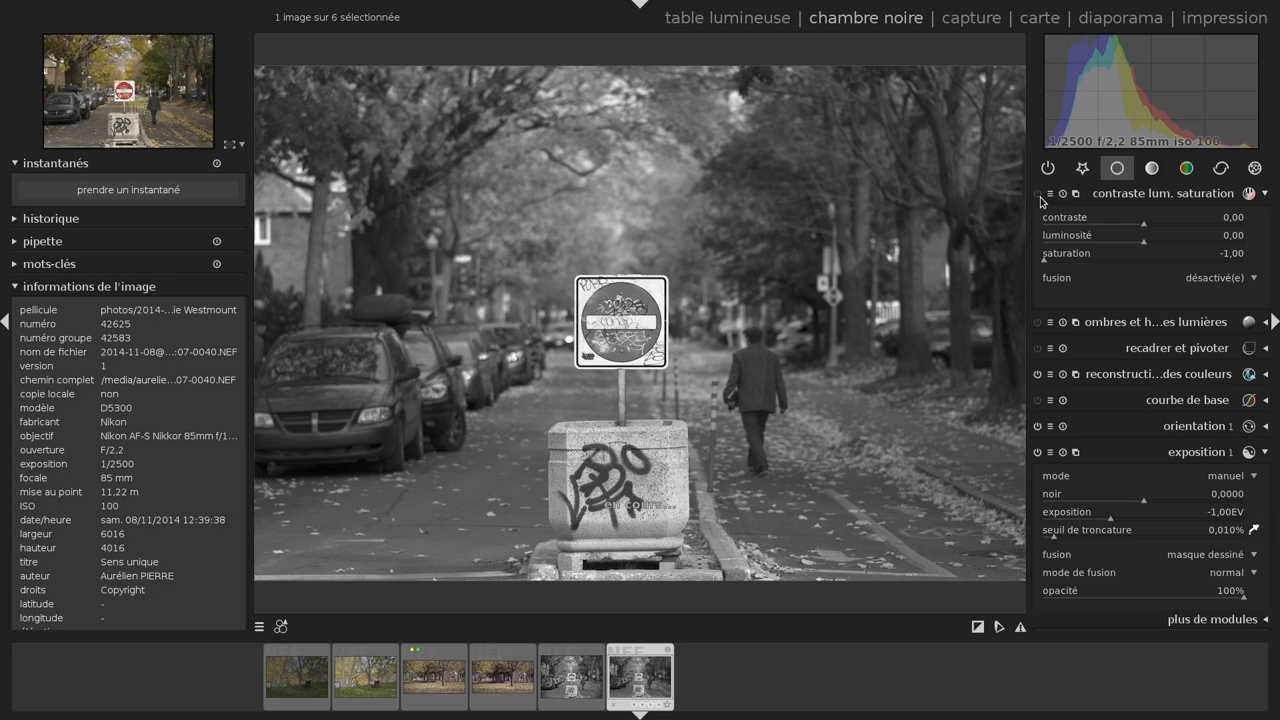 1 image sur 6 sélectionnée
table lumineuse | chambre noire | capture | carte | diaporama | impression
instantanés
prendre un instantané
historique
pipette
mots-clés
informations de l'image
pellicule photos/2014-...ie Westmount
numéro 42625
numéro groupe 42583
nom de fichier 2014-11-08@...:07-0040.NEF
version 1
chemin complet /media/aurelie...07-0040.NEF
copie locale non
modèle D5300
fabricant Nikon
objectif Nikon AF-S Nikkor 85mm f/1...
ouverture F/2,2
exposition 1/2500
focale 85 mm
mise au point 11,22 m
ISO 100
date/heure sam. 08/11/2014 12:39:38
largeur 6016
hauteur 4016
titre Sens unique
auteur Aurélien PIERRE
droits Copyright
latitude -
longitude -
en cours...
1/2500 f/2,2 85mm iso 100
contraste lum. saturation
contraste 0,00
luminosité 0,00
saturation -1,00
fusion désactivé(e)
ombres et h...es lumières
recadrer et pivoter
reconstructi...des couleurs
courbe de base
orientation 1
exposition 1
mode manuel
noir 0,0000
exposition -1,00EV
seuil de troncature 0,010%
fusion masque dessiné
mode de fusion normal
opacité 100%
plus de modules